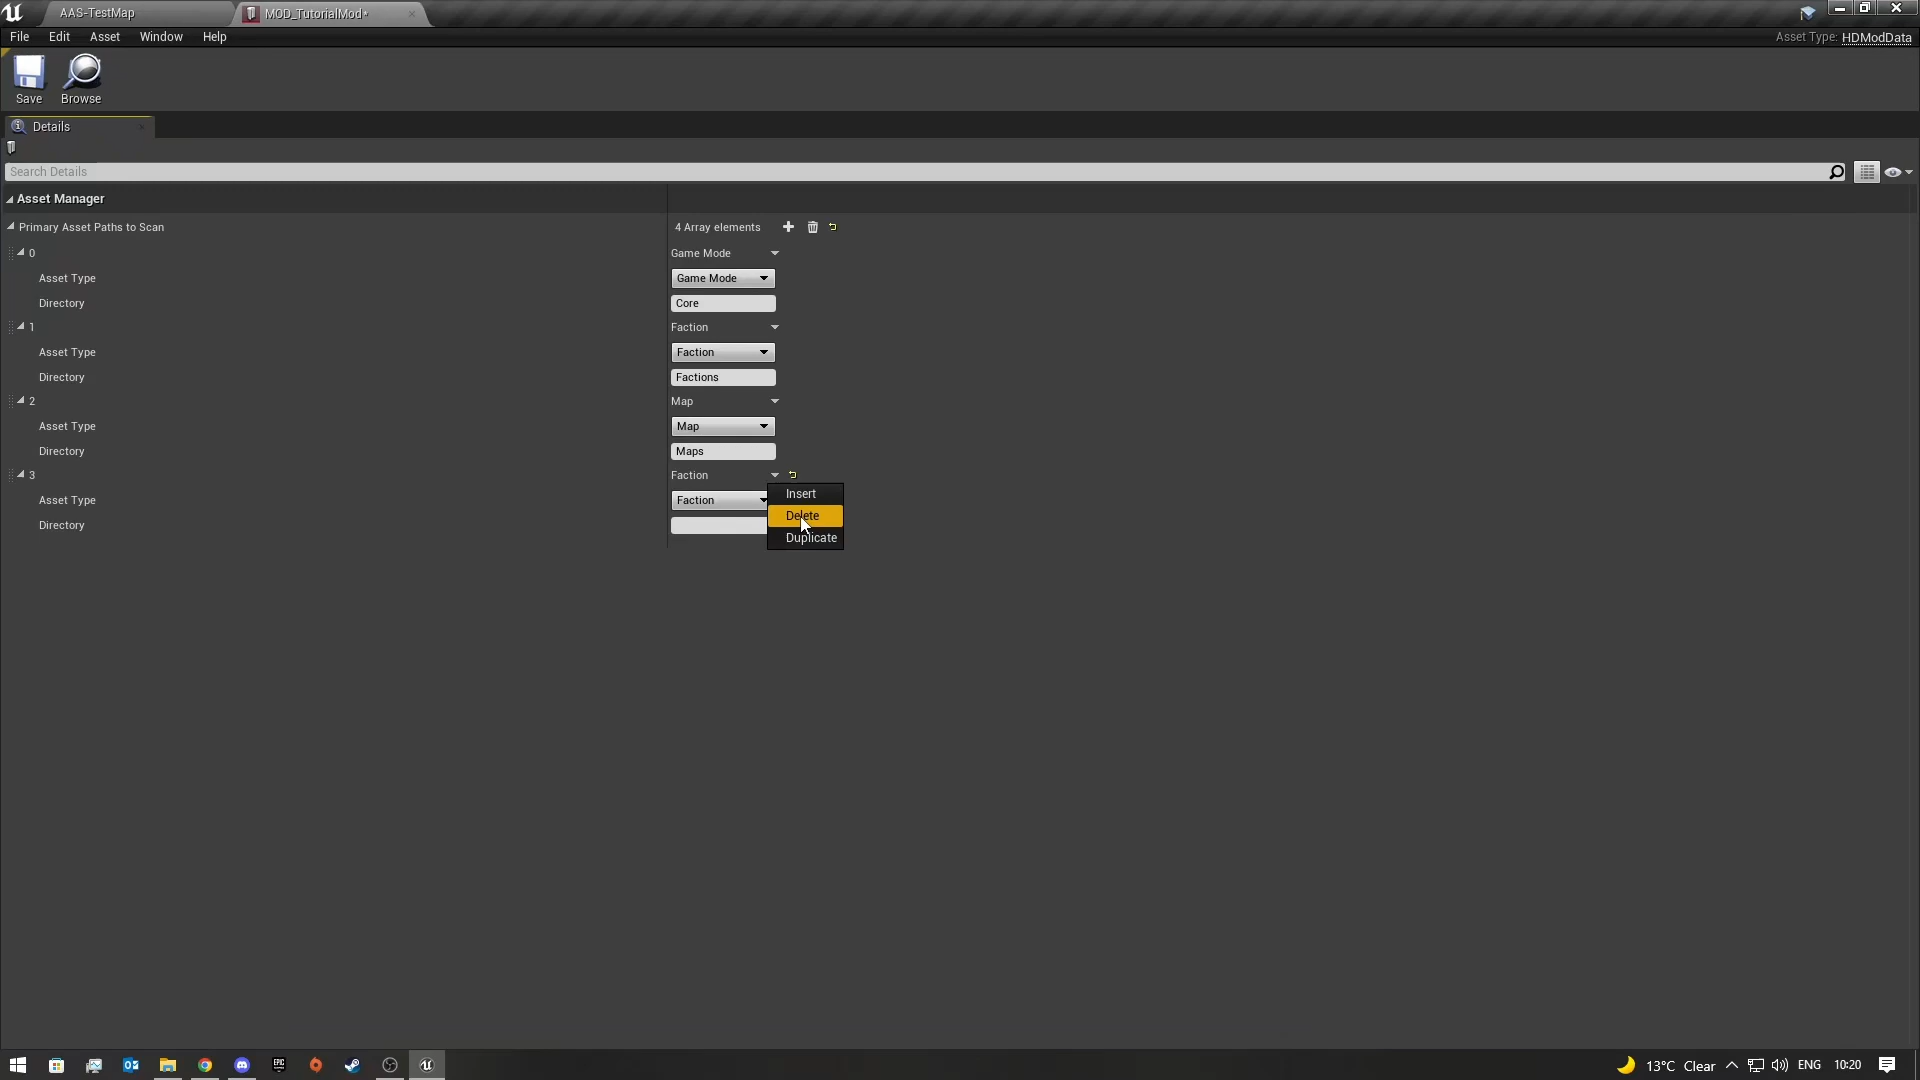 AAS-TestMap
MOD_TutorialMod*
File Edit Asset Window Help
Asset Type: HDModData
Save Browse
Details
Search Details
Asset Manager
Primary Asset Paths to Scan 4 Array elements
0 Game Mode
Asset Type Game Mode
Directory Core
1 Faction
Asset Type Faction
Directory Factions
2 Map
Asset Type Map
Directory Maps
3 Faction
Insert
Asset Type Faction
Delete
Directory
Duplicate
EPIC
13°C Clear ENG 10:20